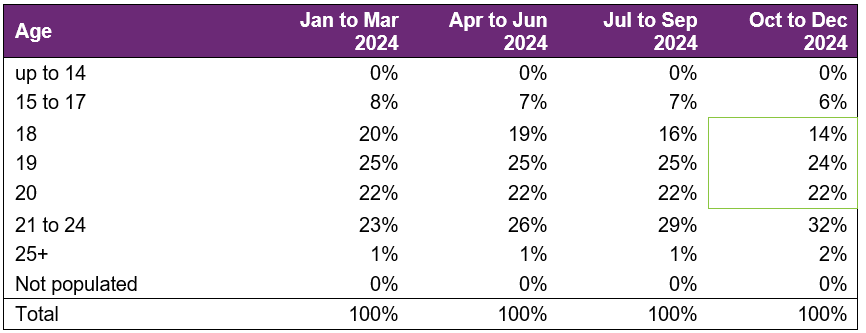 Age Jan to Mar 2024 Apr to Jun 2024 Jul to Sep 2024 Oct to Dec 2024
up to 14 0% 0% 0% 0%
15 to 17 8% 7% 7% 6%
18 20% 19% 16% 14%
19 25% 25% 25% 24%
20 22% 22% 22% 22%
21 to 24 23% 26% 29% 32%
25+ 1% 1% 1% 2%
Not populated 0% 0% 0% 0%
Total 100% 100% 100% 100%